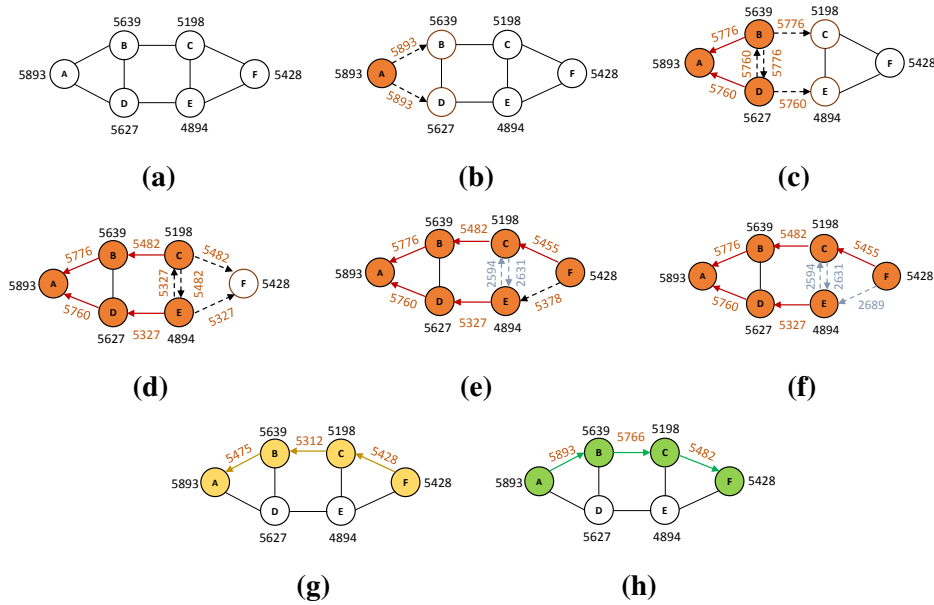 5639 5198
B C
5893 A F 5428
D E
5627 4894
(a)
5639 5198
5893 B C
5893 A F 5428
5893 D E
5627 4894
(b)
5639 5198
5776 B 5776 C
5893 A 5760 5776 F 5428
5760 D 5760 E
5627 4894
(c)
5639 5198
5776 B 5482 C 5482
5893 A 5327 5482 F 5428
5760 D 5327 E 5327
5627 4894
(d)
5639 5482 5198
5776 B C 5455
5893 A 2594 2631 F 5428
5760 D E 5378
5627 5327 4894
(e)
5639 5482 5198
5776 B C 5455
5893 A 2594 2631 F 5428
5760 D E 2689
5627 5327 4894
(f)
5639 5312 5198
5475 B C 5428
5893 A F 5428
D E
5627 4894
(g)
5639 5766 5198
5893 B C 5482
5893 A F 5428
D E
5627 4894
(h)